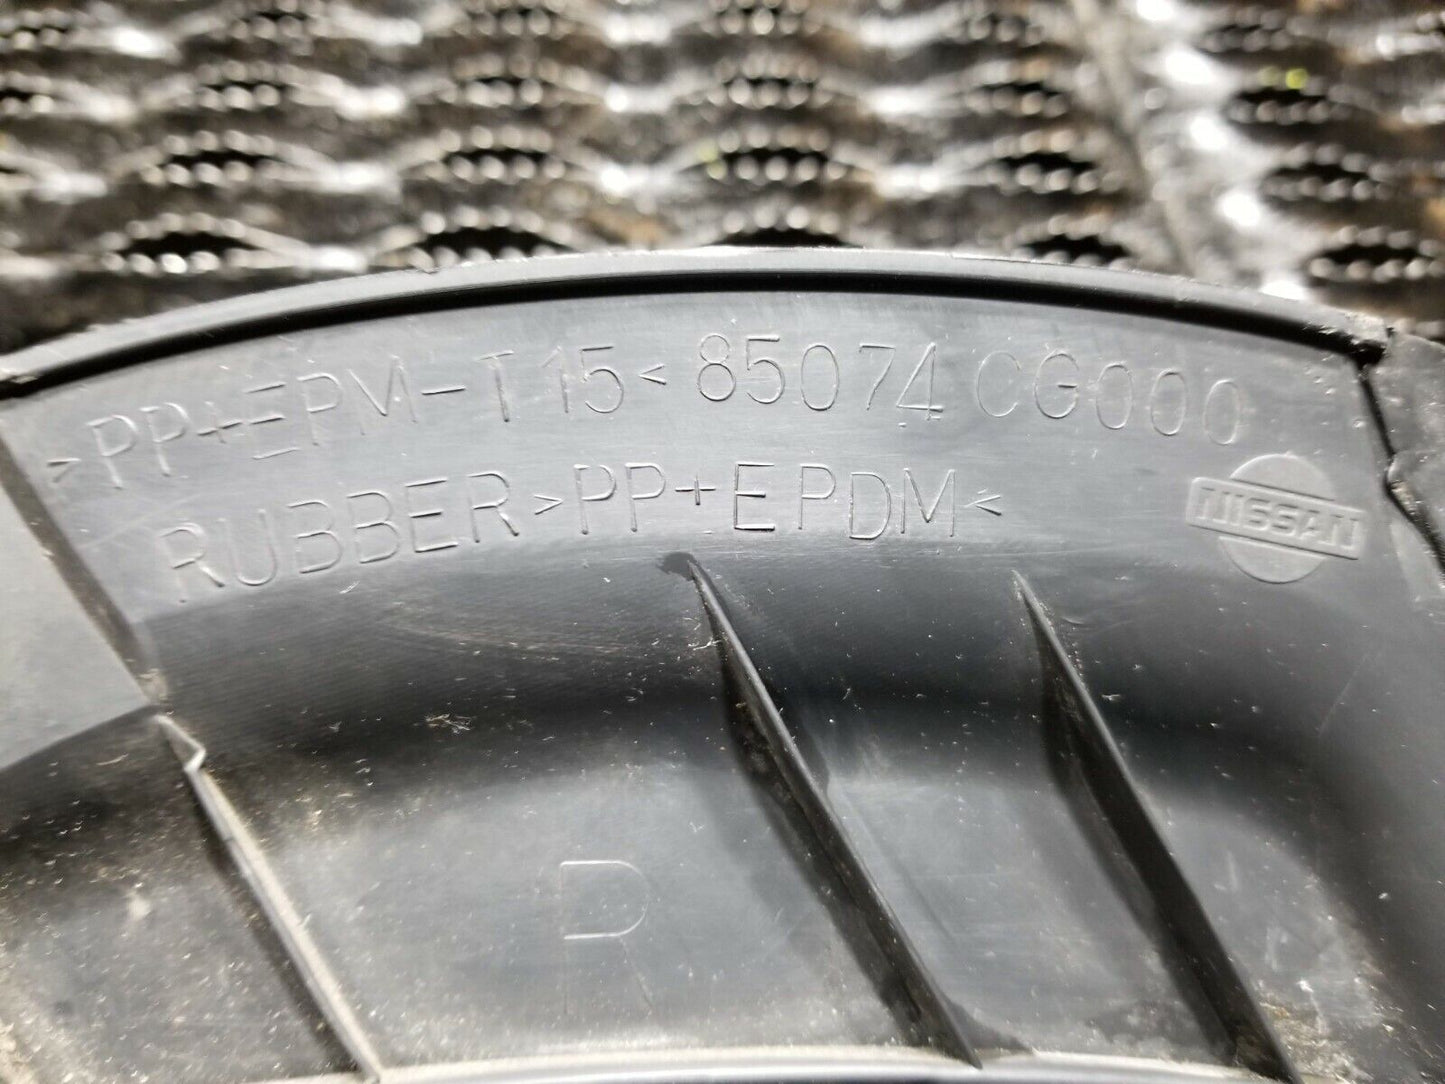 >PP+EPM-T15< 85074 CG000
RUBBER >PP+EPDM<
NISSAN
R